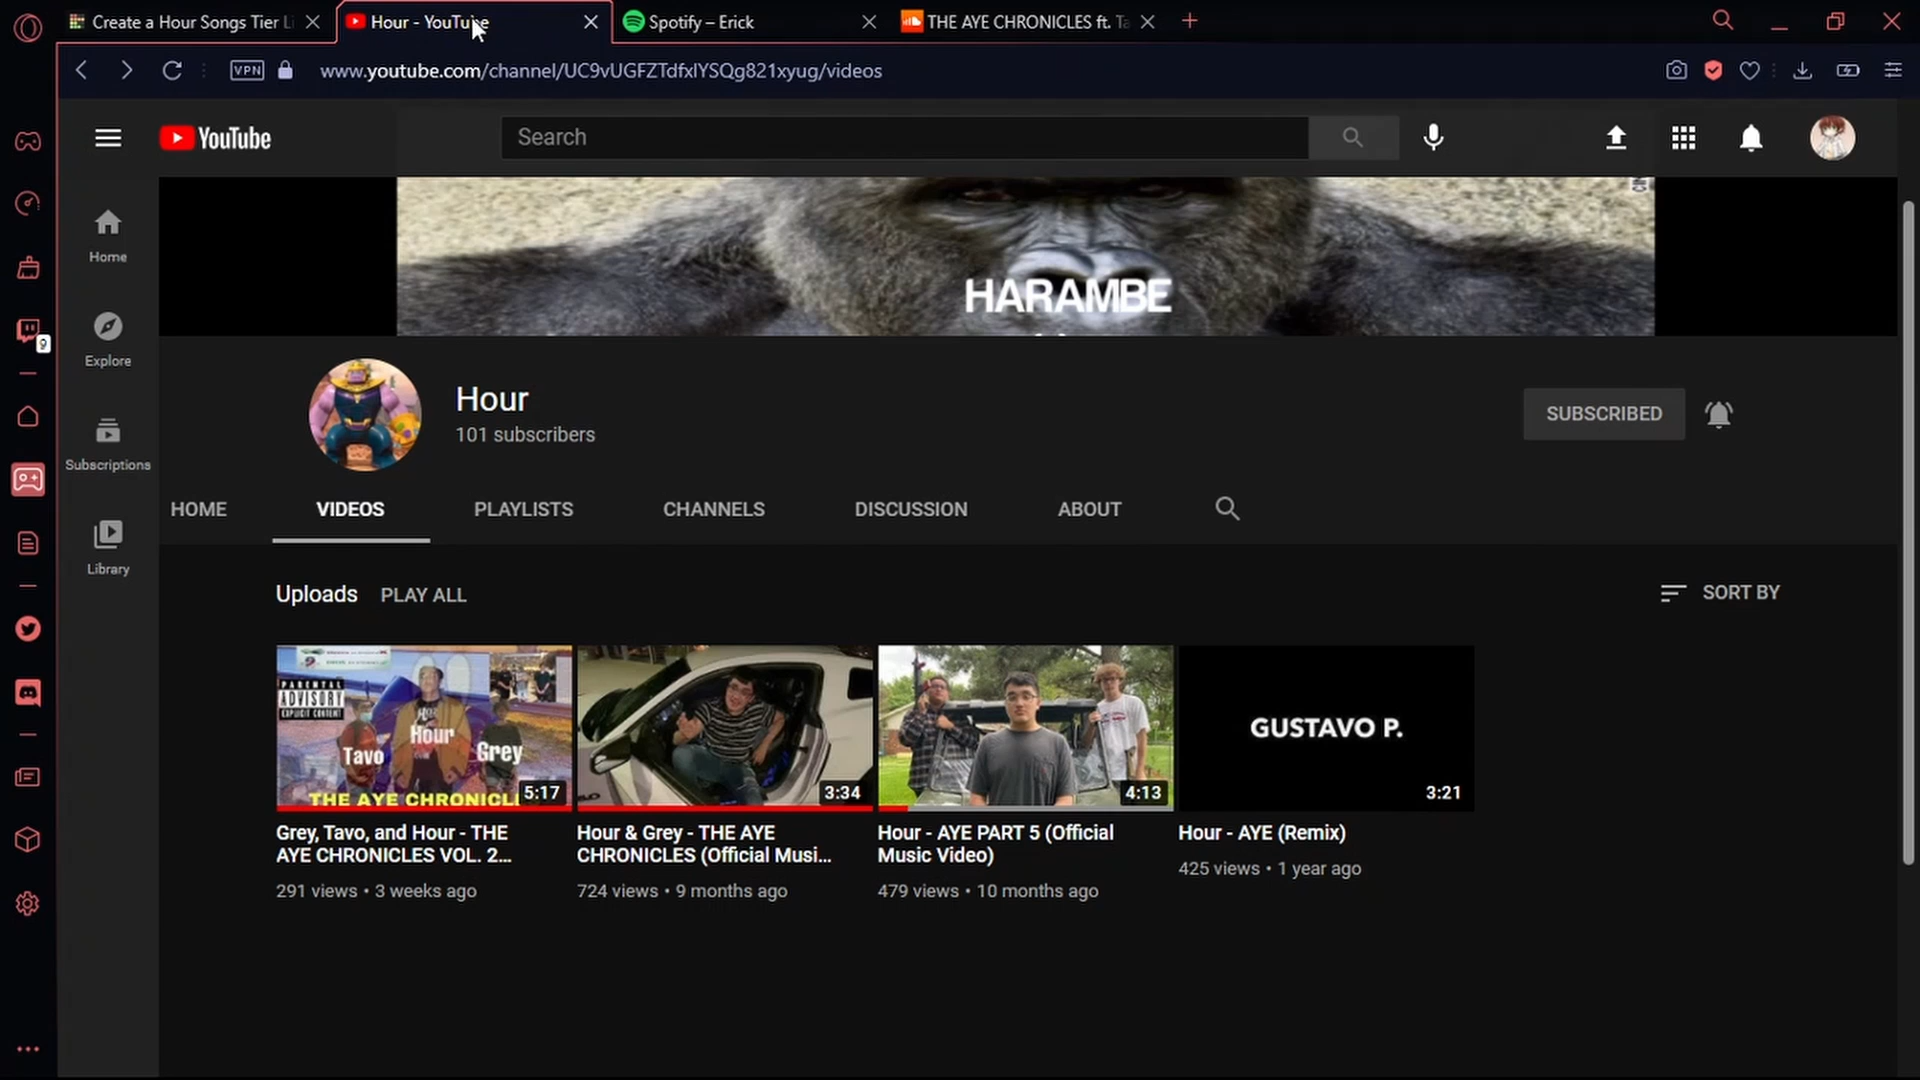 Create a Hour Songs Tier Li
Hour - YouTube
Spotify – Erick
THE AYE CHRONICLES ft. Ta
VPN
www.youtube.com/channel/UC9vUGFZTdfxIYSQg821xyug/videos
YouTube
Search
9
Home
Explore
Subscriptions
Library
HARAMBE
Hour
101 subscribers
SUBSCRIBED
HOME
VIDEOS
PLAYLISTS
CHANNELS
DISCUSSION
ABOUT
Uploads
PLAY ALL
SORT BY
PARENTAL
ADVISORY
EXPLICIT CONTENT
Tavo
Hour
Grey
THE AYE CHRONICL
5:17
3:34
4:13
GUSTAVO P.
3:21
Grey, Tavo, and Hour - THE
AYE CHRONICLES VOL. 2...
291 views • 3 weeks ago
Hour & Grey - THE AYE
CHRONICLES (Official Musi...
724 views • 9 months ago
Hour - AYE PART 5 (Official
Music Video)
479 views • 10 months ago
Hour - AYE (Remix)
425 views • 1 year ago